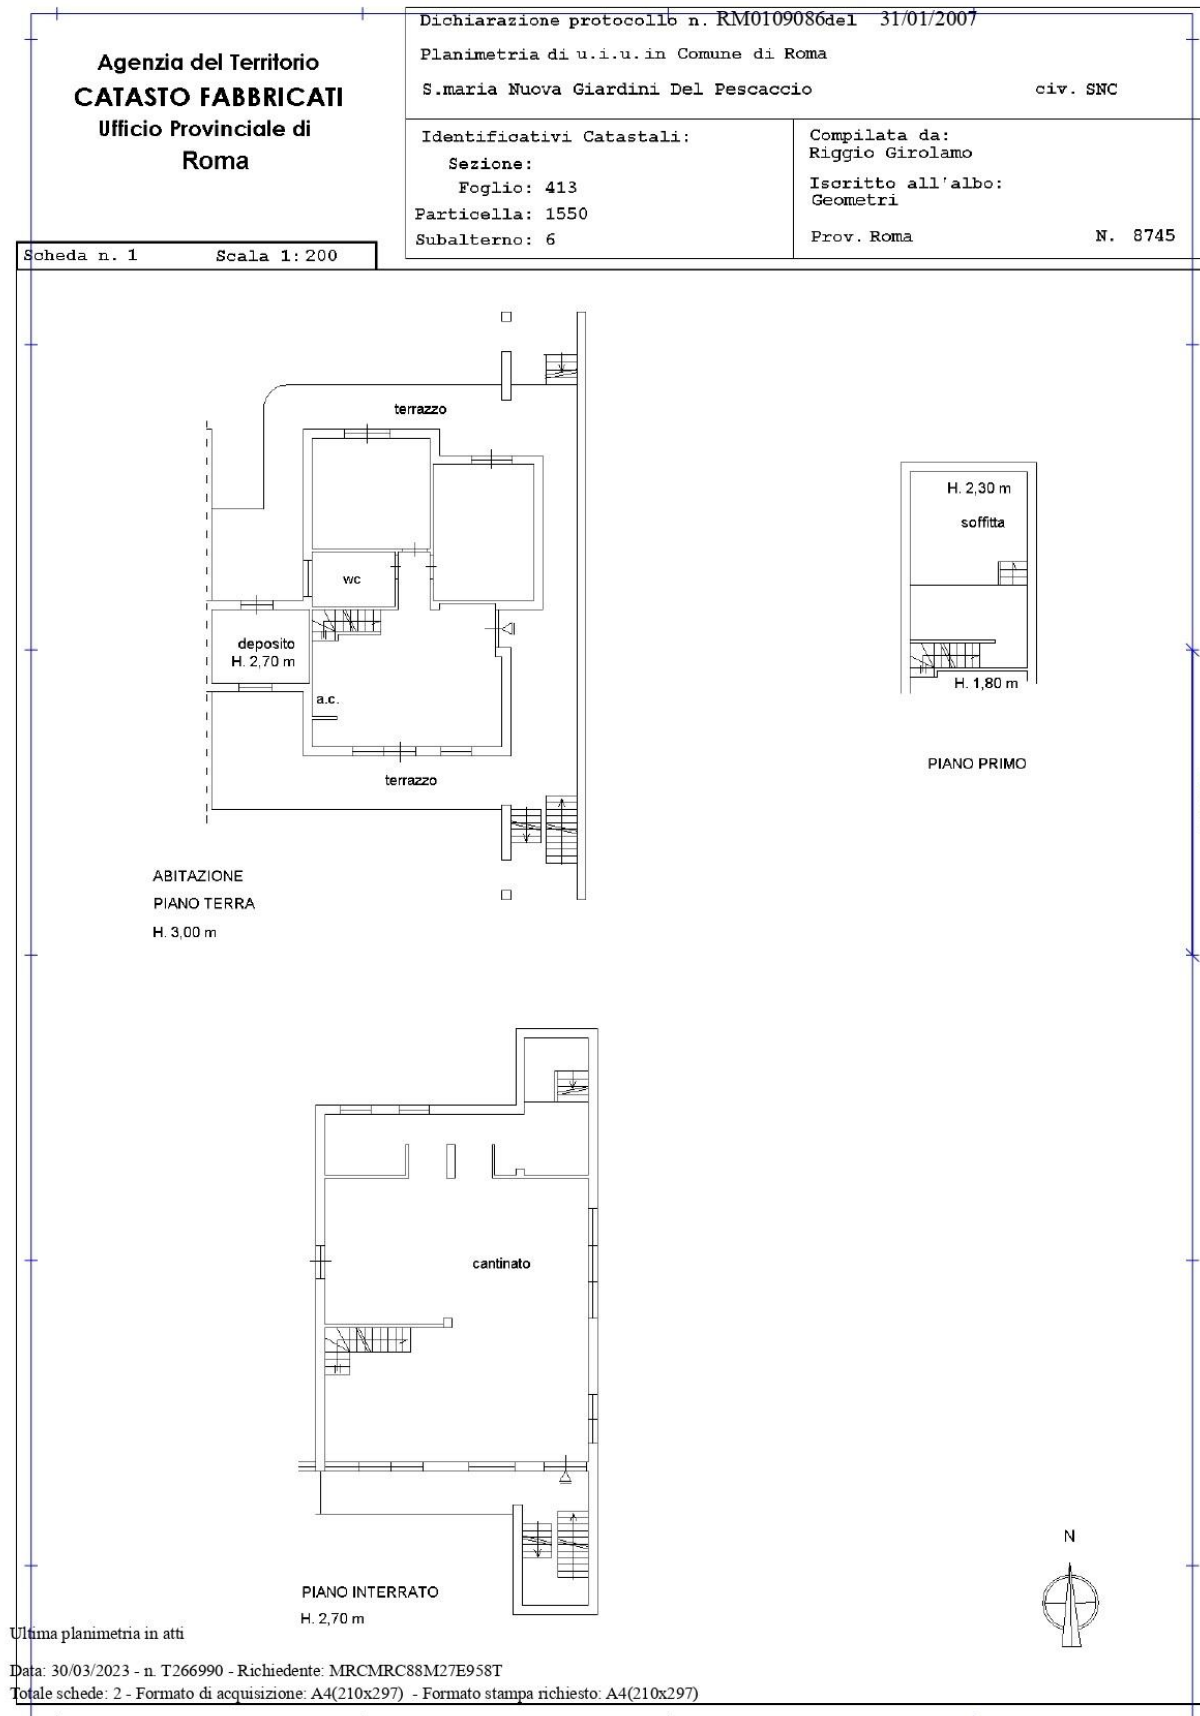 Agenzia del Territorio
CATASTO FABBRICATI
Ufficio Provinciale di
Roma
Dichiarazione protocollo n. RM0109086del 31/01/2007
Planimetria di u.i.u.in Comune di Roma
S.maria Nuova Giardini Del Pescaccio civ. SNC
Identificativi Catastali:
Sezione:
Foglio: 413
Particella: 1550
Subalterno: 6
Compilata da:
Riggio Girolamo
Iscritto all'albo:
Geometri
Prov. Roma N. 8745
Scheda n. 1 Scala 1:200
terrazzo
wc
deposito
H. 2,70 m
a.c.
terrazzo
ABITAZIONE
PIANO TERRA
H. 3,00 m
H. 2,30 m
soffitta
H. 1,80 m
PIANO PRIMO
cantinato
PIANO INTERRATO
H. 2,70 m
N
Ultima planimetria in atti
Data: 30/03/2023 - n. T266990 - Richiedente: MRCMRC88M27E958T
Totale schede: 2 - Formato di acquisizione: A4(210x297) - Formato stampa richiesto: A4(210x297)